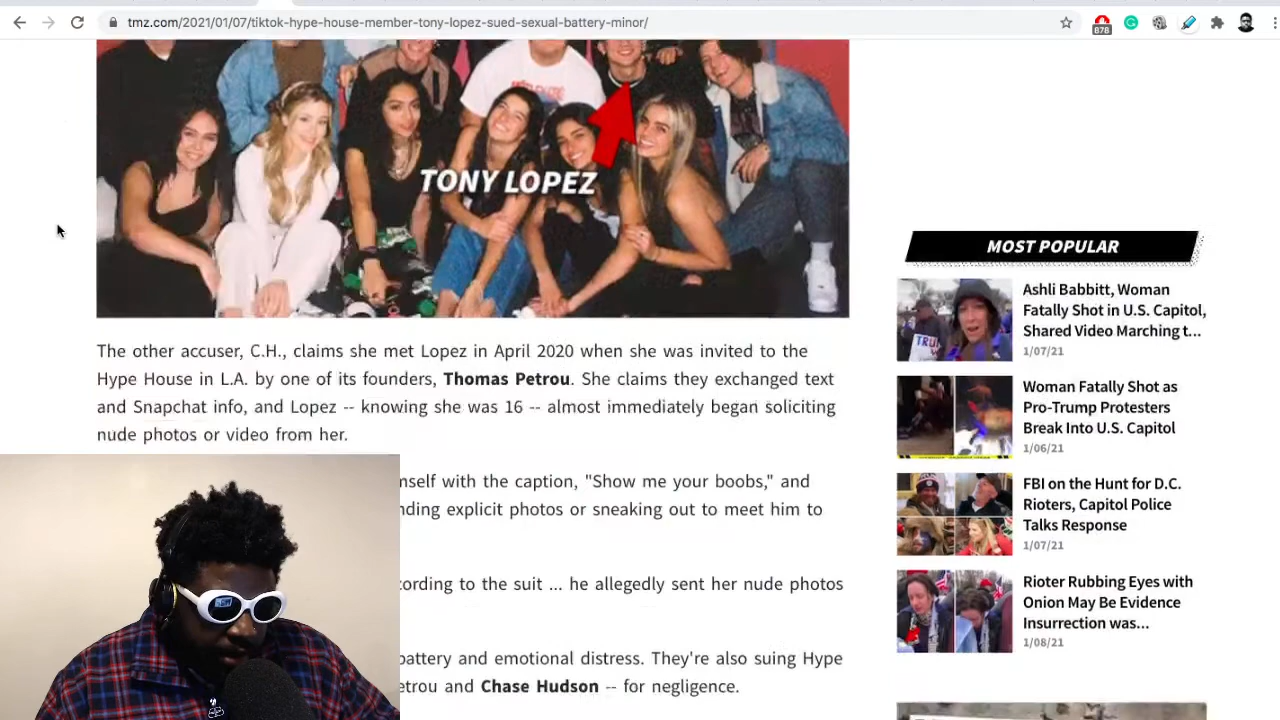 tmz.com/2021/01/07/tiktok-hype-house-member-tony-lopez-sued-sexual-battery-minor/
878
TONY LOPEZ
The other accuser, C.H., claims she met Lopez in April 2020 when she was invited to the
Hype House in L.A. by one of its founders, Thomas Petrou. She claims they exchanged text
and Snapchat info, and Lopez -- knowing she was 16 -- almost immediately began soliciting
nude photos or video from her.
nself with the caption, "Show me your boobs," and
nding explicit photos or sneaking out to meet him to
cording to the suit ... he allegedly sent her nude photos
battery and emotional distress. They're also suing Hype
etrou and Chase Hudson -- for negligence.
MOST POPULAR
Ashli Babbitt, Woman
Fatally Shot in U.S. Capitol,
Shared Video Marching t...
1/07/21
TRU
Woman Fatally Shot as
Pro-Trump Protesters
Break Into U.S. Capitol
1/06/21
FBI on the Hunt for D.C.
Rioters, Capitol Police
Talks Response
1/07/21
Rioter Rubbing Eyes with
Onion May Be Evidence
Insurrection was...
1/08/21